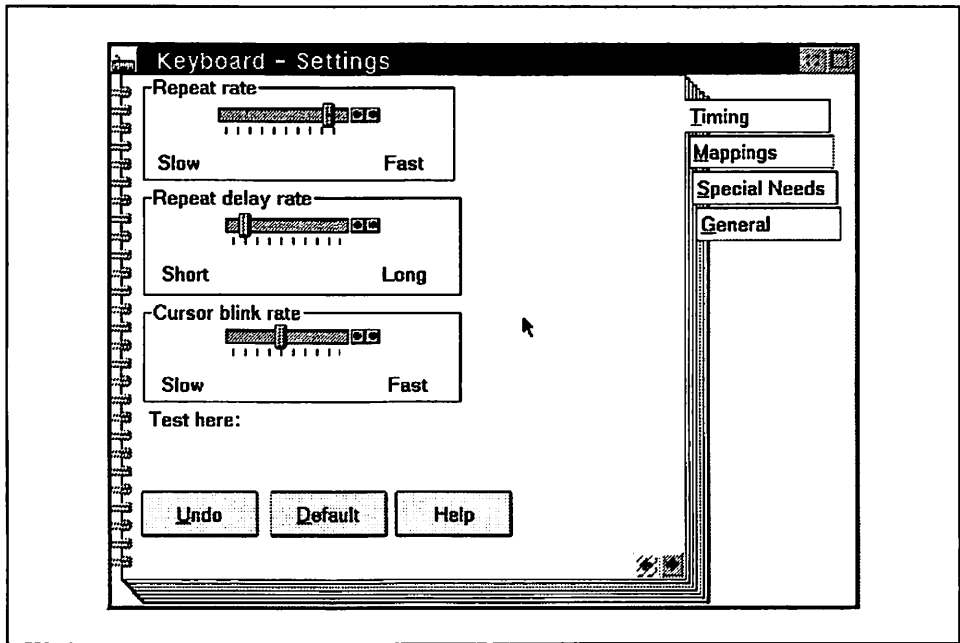 Keyboard - Settings
Repeat rate
Slow Fast
Repeat delay rate
Short Long
Cursor blink rate
Slow Fast
Test here:
Undo Default Help
Timing
Mappings
Special Needs
General